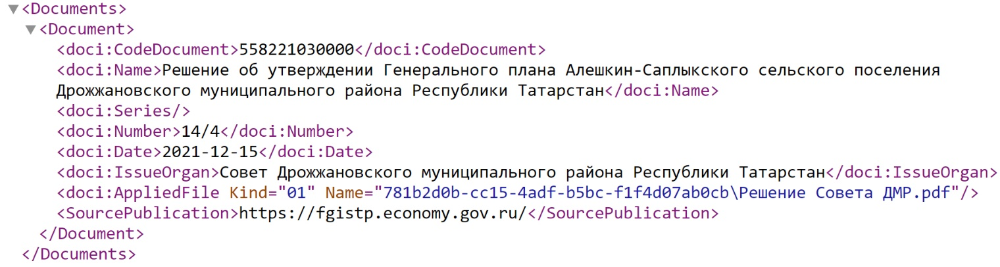 ▼<Documents>
▼<Document>
<doci:CodeDocument>558221030000</doci:CodeDocument>
<doci:Name>Решение об утверждении Генерального плана Алешкин-Саплыкского сельского поселения
Дрожжановского муниципального района Республики Татарстан</doci:Name>
<doci:Series/>
<doci:Number>14/4</doci:Number>
<doci:Date>2021-12-15</doci:Date>
<doci:IssueOrgan>Совет Дрожжановского муниципального района Республики Татарстан</doci:IssueOrgan>
<doci:AppliedFile Kind="01" Name="781b2d0b-cc15-4adf-b5bc-f1f4d07ab0cb\Решение Совета ДМР.pdf"/>
<SourcePublication>https://fgistp.economy.gov.ru/</SourcePublication>
</Document>
</Documents>